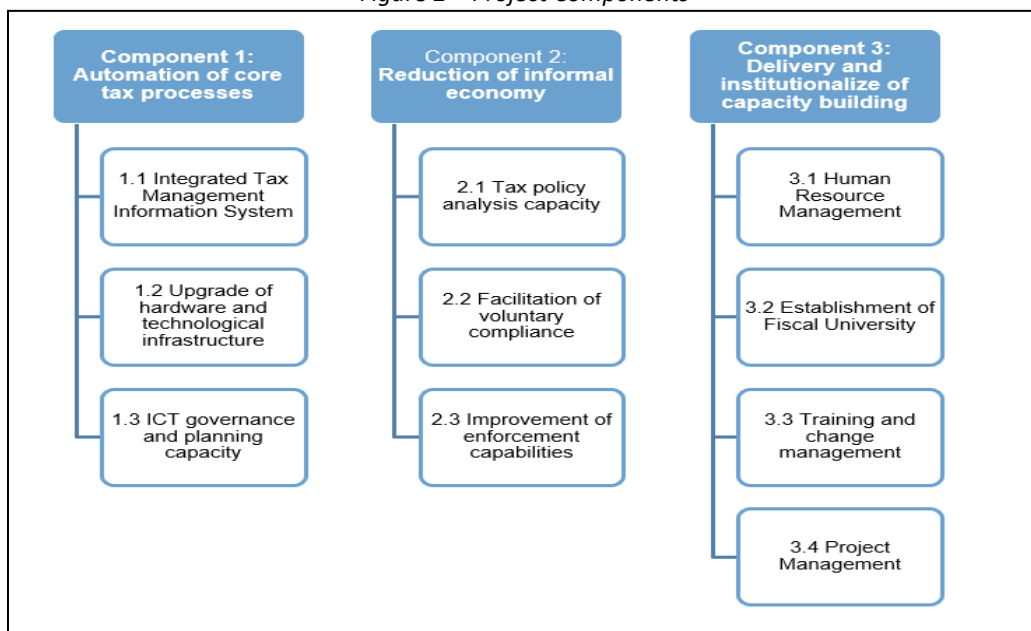 Component 1:
Automation of core
tax processes
1.1 Integrated Tax
Management
Information System
1.2 Upgrade of
hardware and
technological
infrastructure
1.3 ICT governance
and planning
capacity
Component 2:
Reduction of informal
economy
2.1 Tax policy
analysis capacity
2.2 Facilitation of
voluntary
compliance
2.3 Improvement of
enforcement
capabilities
Component 3:
Delivery and
institutionalize of
capacity building
3.1 Human
Resource
Management
3.2 Establishment of
Fiscal University
3.3 Training and
change
management
3.4 Project
Management